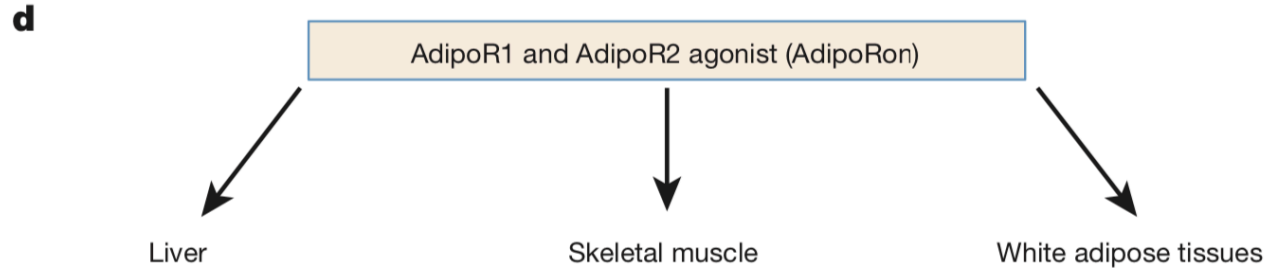 d
AdipoR1 and AdipoR2 agonist (AdipoRon)
Liver
Skeletal muscle
White adipose tissues